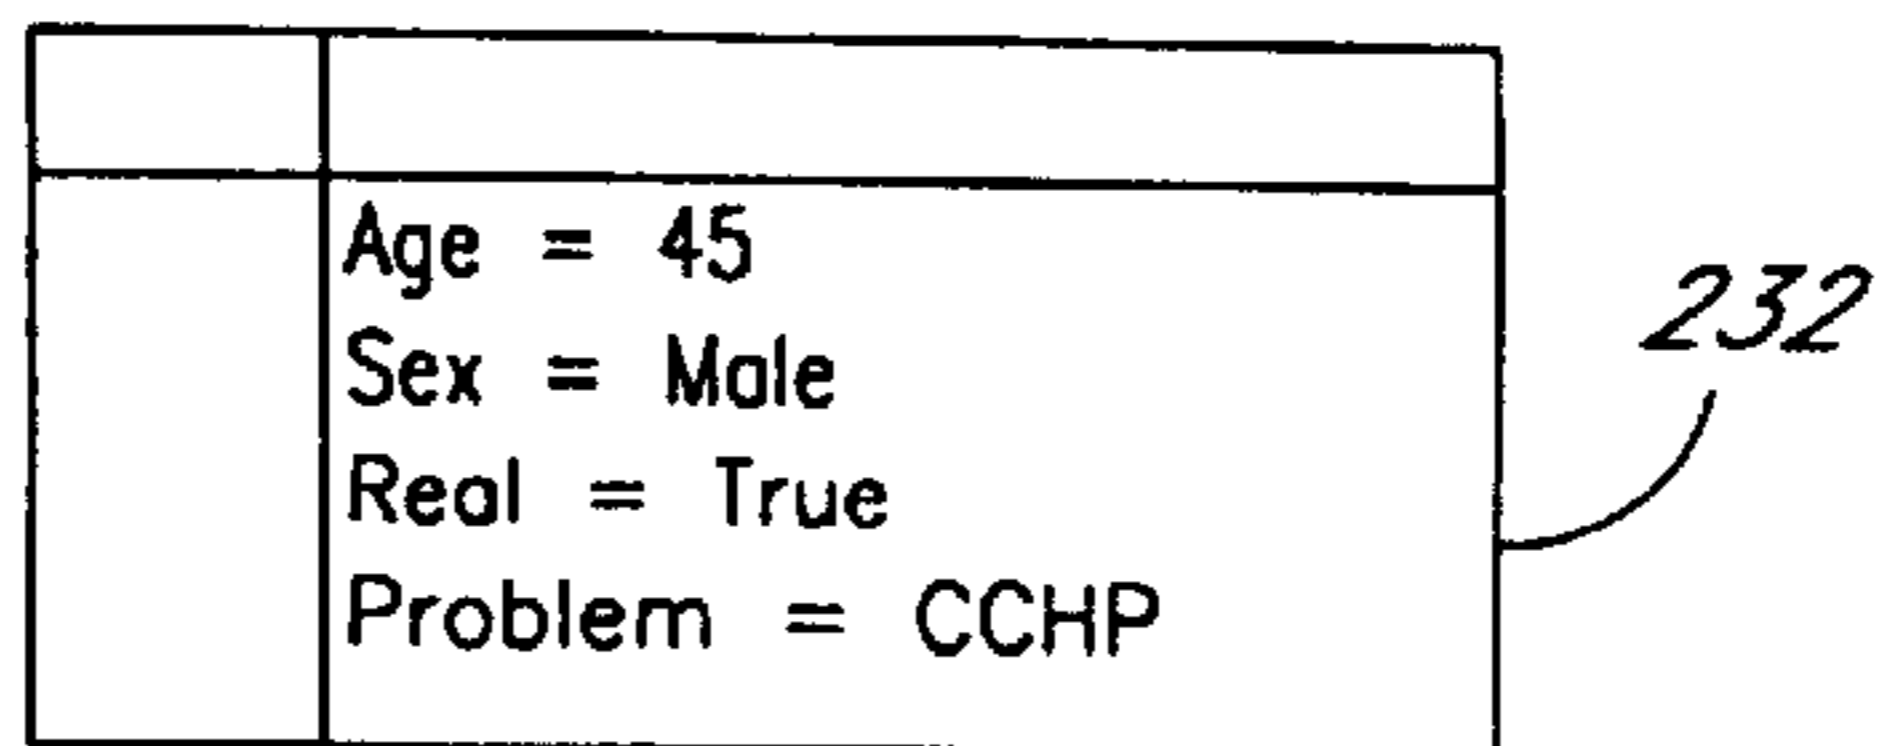 Age = 45
Sex = Male
Real = True
Problem = CCHP
232